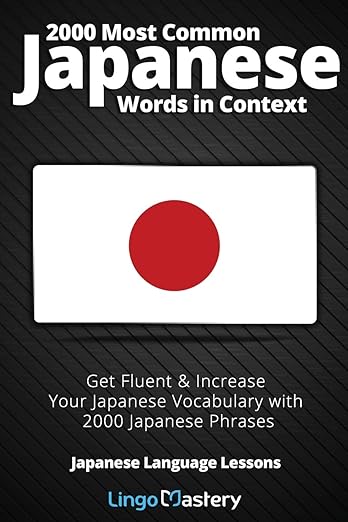 2000 Most Common
Japanese
Words in Context
Get Fluent & Increase
Your Japanese Vocabulary with
2000 Japanese Phrases
Japanese Language Lessons
LingoMastery